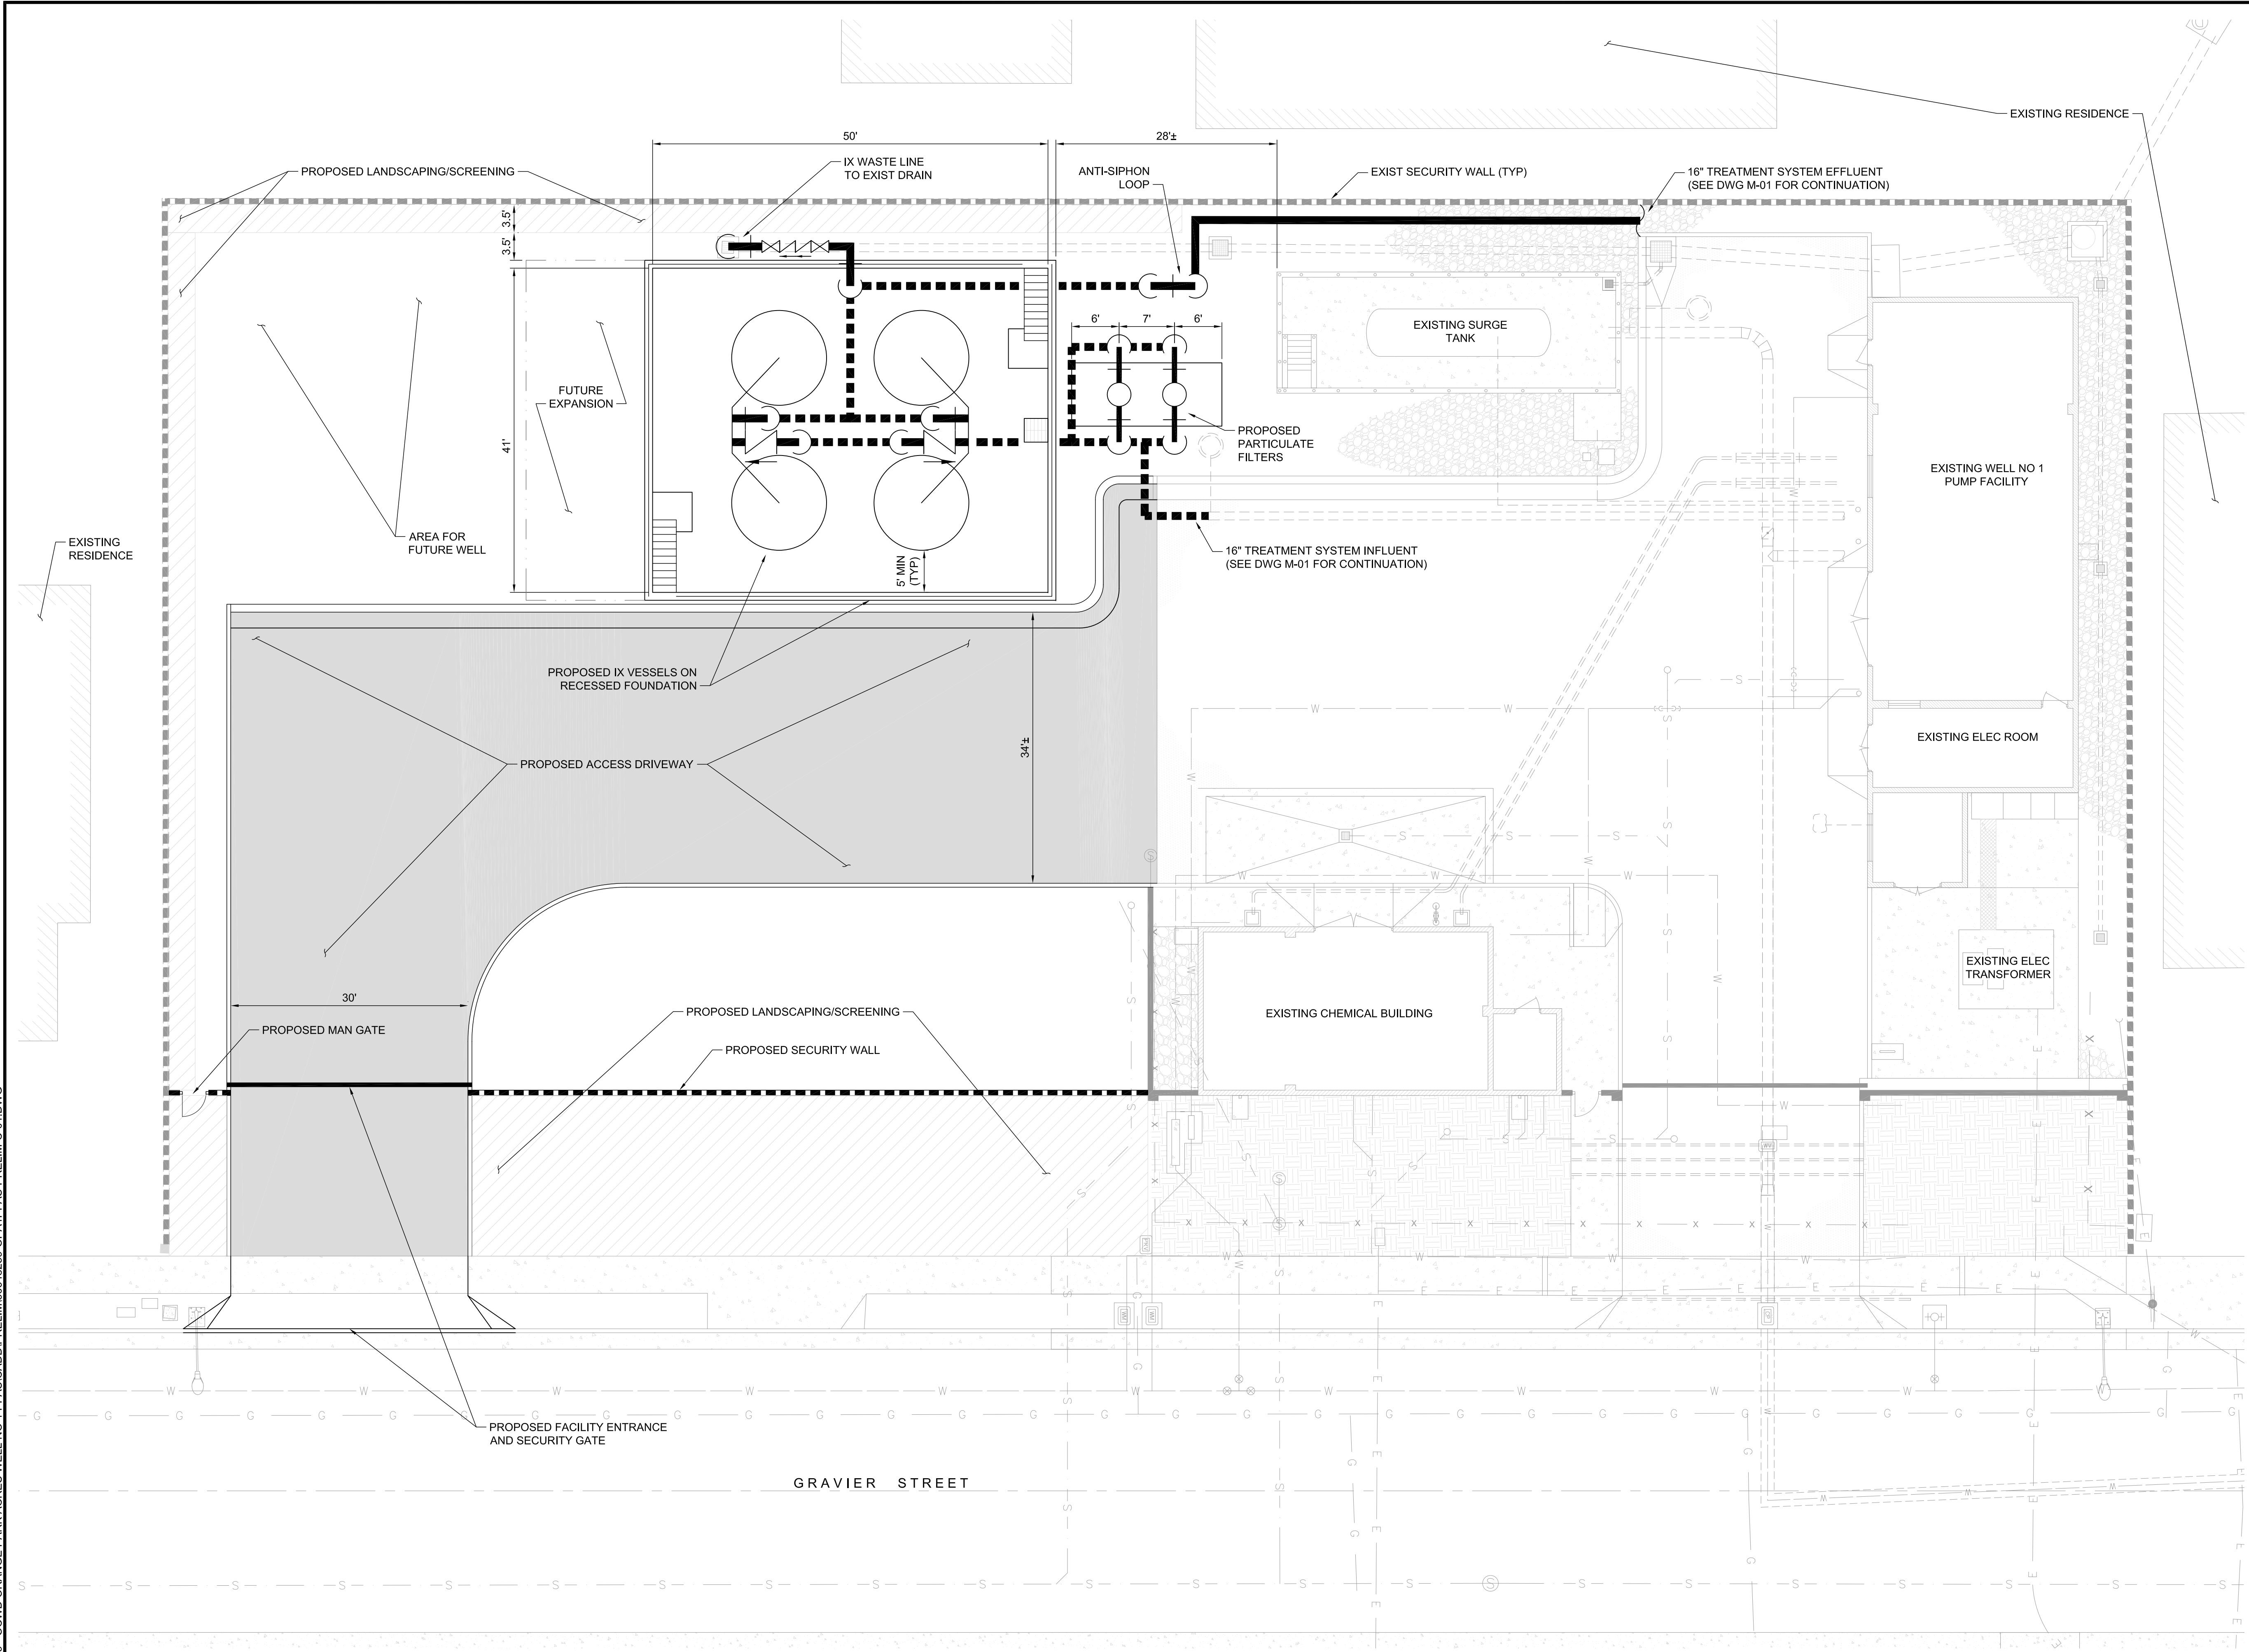 EXISTING RESIDENCE
50'
28'±
IX WASTE LINE
TO EXIST DRAIN
ANTI-SIPHON
LOOP
EXIST SECURITY WALL (TYP)
16" TREATMENT SYSTEM EFFLUENT
(SEE DWG M-01 FOR CONTINUATION)
PROPOSED LANDSCAPING/SCREENING
3.5'
3.5'
6'
7'
6'
EXISTING SURGE
TANK
FUTURE
EXPANSION
41'
PROPOSED
PARTICULATE
FILTERS
EXISTING WELL NO 1
PUMP FACILITY
EXISTING
RESIDENCE
AREA FOR
FUTURE WELL
5' MIN
(TYP)
16" TREATMENT SYSTEM INFLUENT
(SEE DWG M-01 FOR CONTINUATION)
PROPOSED IX VESSELS ON
RECESSED FOUNDATION
34'±
EXISTING ELEC ROOM
PROPOSED ACCESS DRIVEWAY
EXISTING ELEC
TRANSFORMER
30'
PROPOSED MAN GATE
PROPOSED LANDSCAPING/SCREENING
EXISTING CHEMICAL BUILDING
PROPOSED SECURITY WALL
PROPOSED FACILITY ENTRANCE
AND SECURITY GATE
GRAVIER STREET